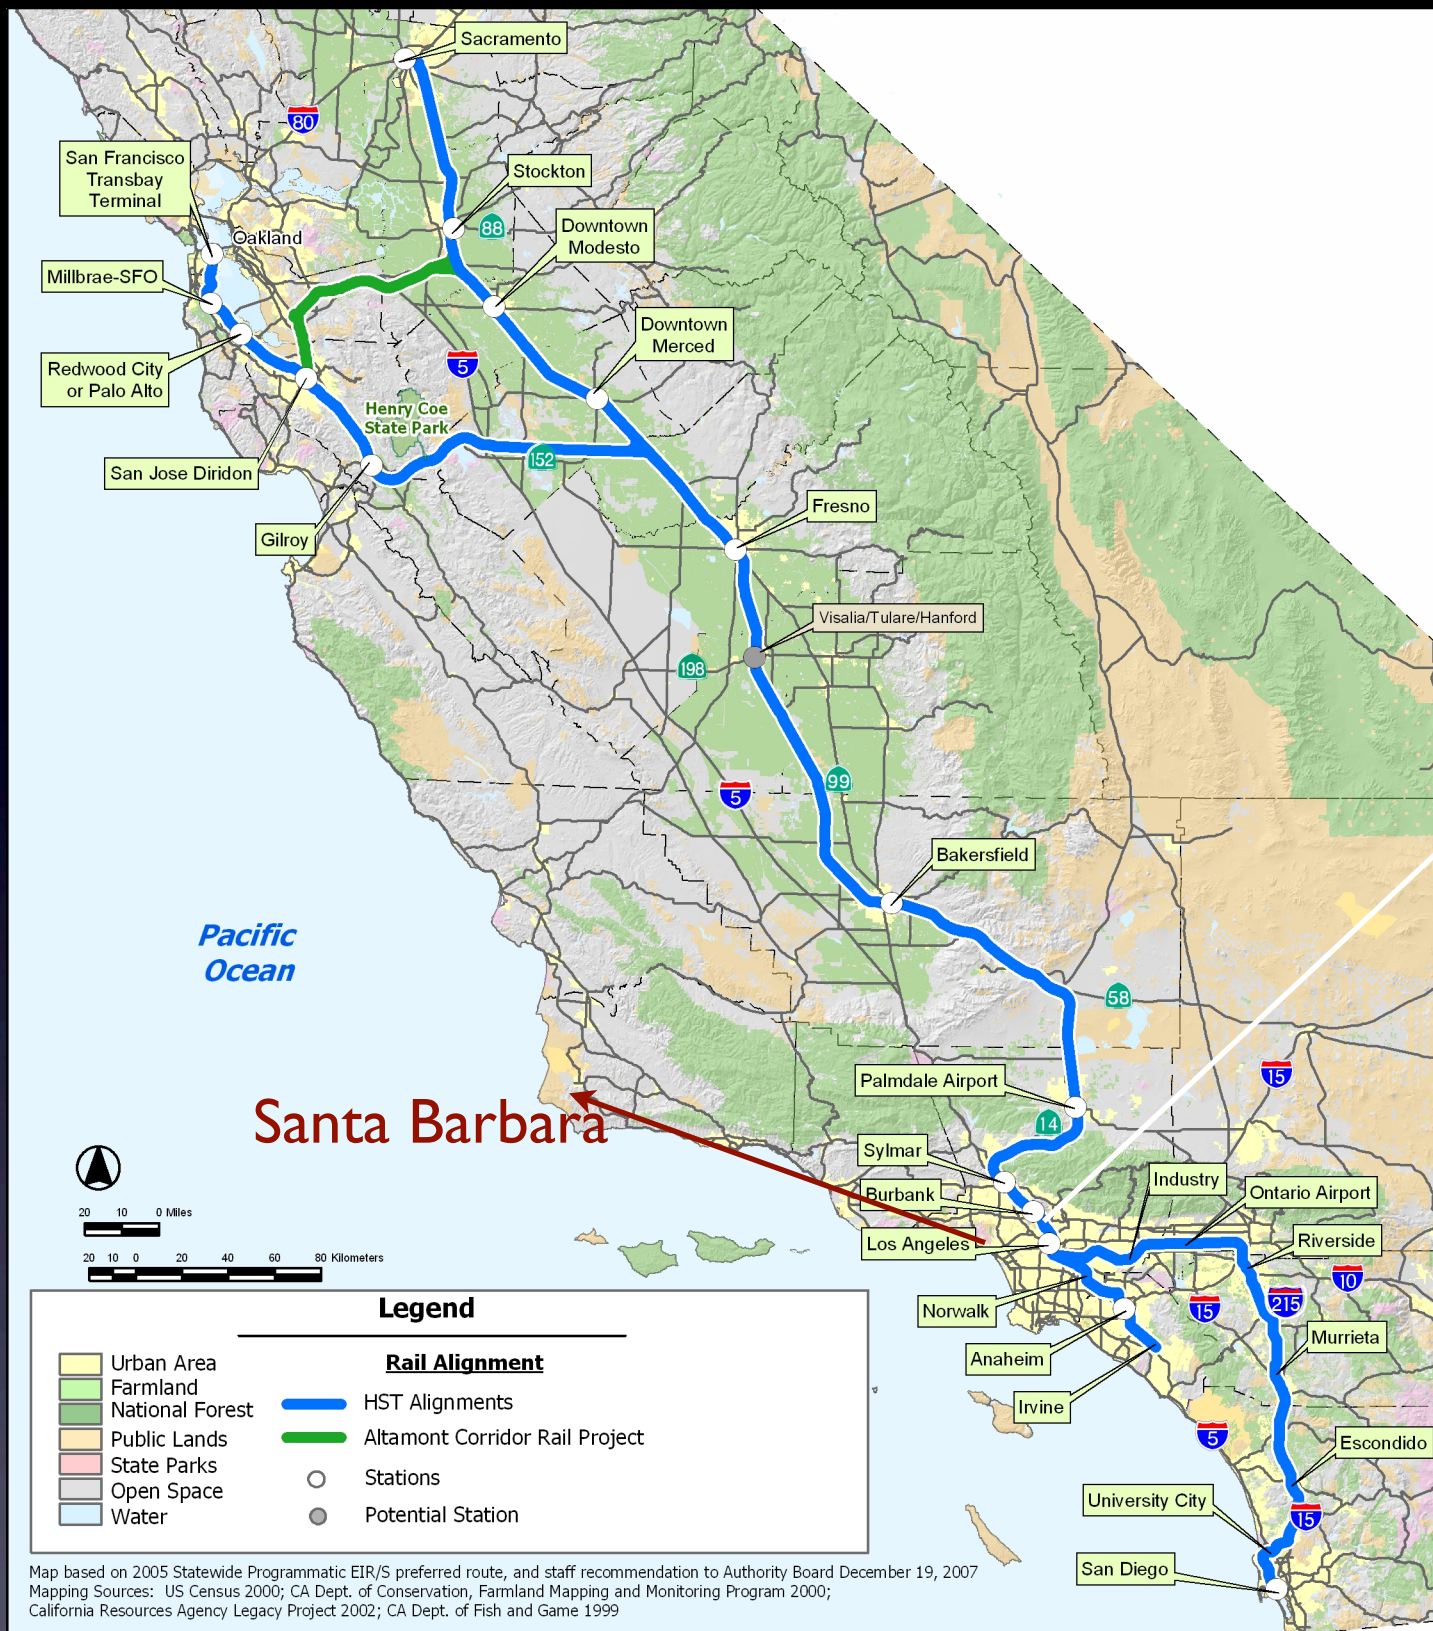 Sacramento
80
San Francisco
Transbay
Terminal
Stockton
88
Downtown
Modesto
Oakland
Millbrae-SFO
Downtown
Merced
Redwood City
or Palo Alto
5
Henry Coe
State Park
152
San Jose Diridon
Fresno
Gilroy
Visalia/Tulare/Hanford
198
99
5
Bakersfield
Pacific
Ocean
58
Palmdale Airport
15
Santa Barbara
14
Sylmar
Industry
Burbank
Ontario Airport
Los Angeles
Riverside
10
Norwalk
15
215
Murrieta
Anaheim
Irvine
5
Escondido
University City
15
San Diego
20 10 0 Miles
20 10 0 20 40 60 80 Kilometers
Legend
Urban Area
Farmland
National Forest
Public Lands
State Parks
Open Space
Water
Rail Alignment
HST Alignments
Altamont Corridor Rail Project
Stations
Potential Station
Map based on 2005 Statewide Programmatic EIR/S preferred route, and staff recommendation to Authority Board December 19, 2007
Mapping Sources: US Census 2000; CA Dept. of Conservation, Farmland Mapping and Monitoring Program 2000;
California Resources Agency Legacy Project 2002; CA Dept. of Fish and Game 1999